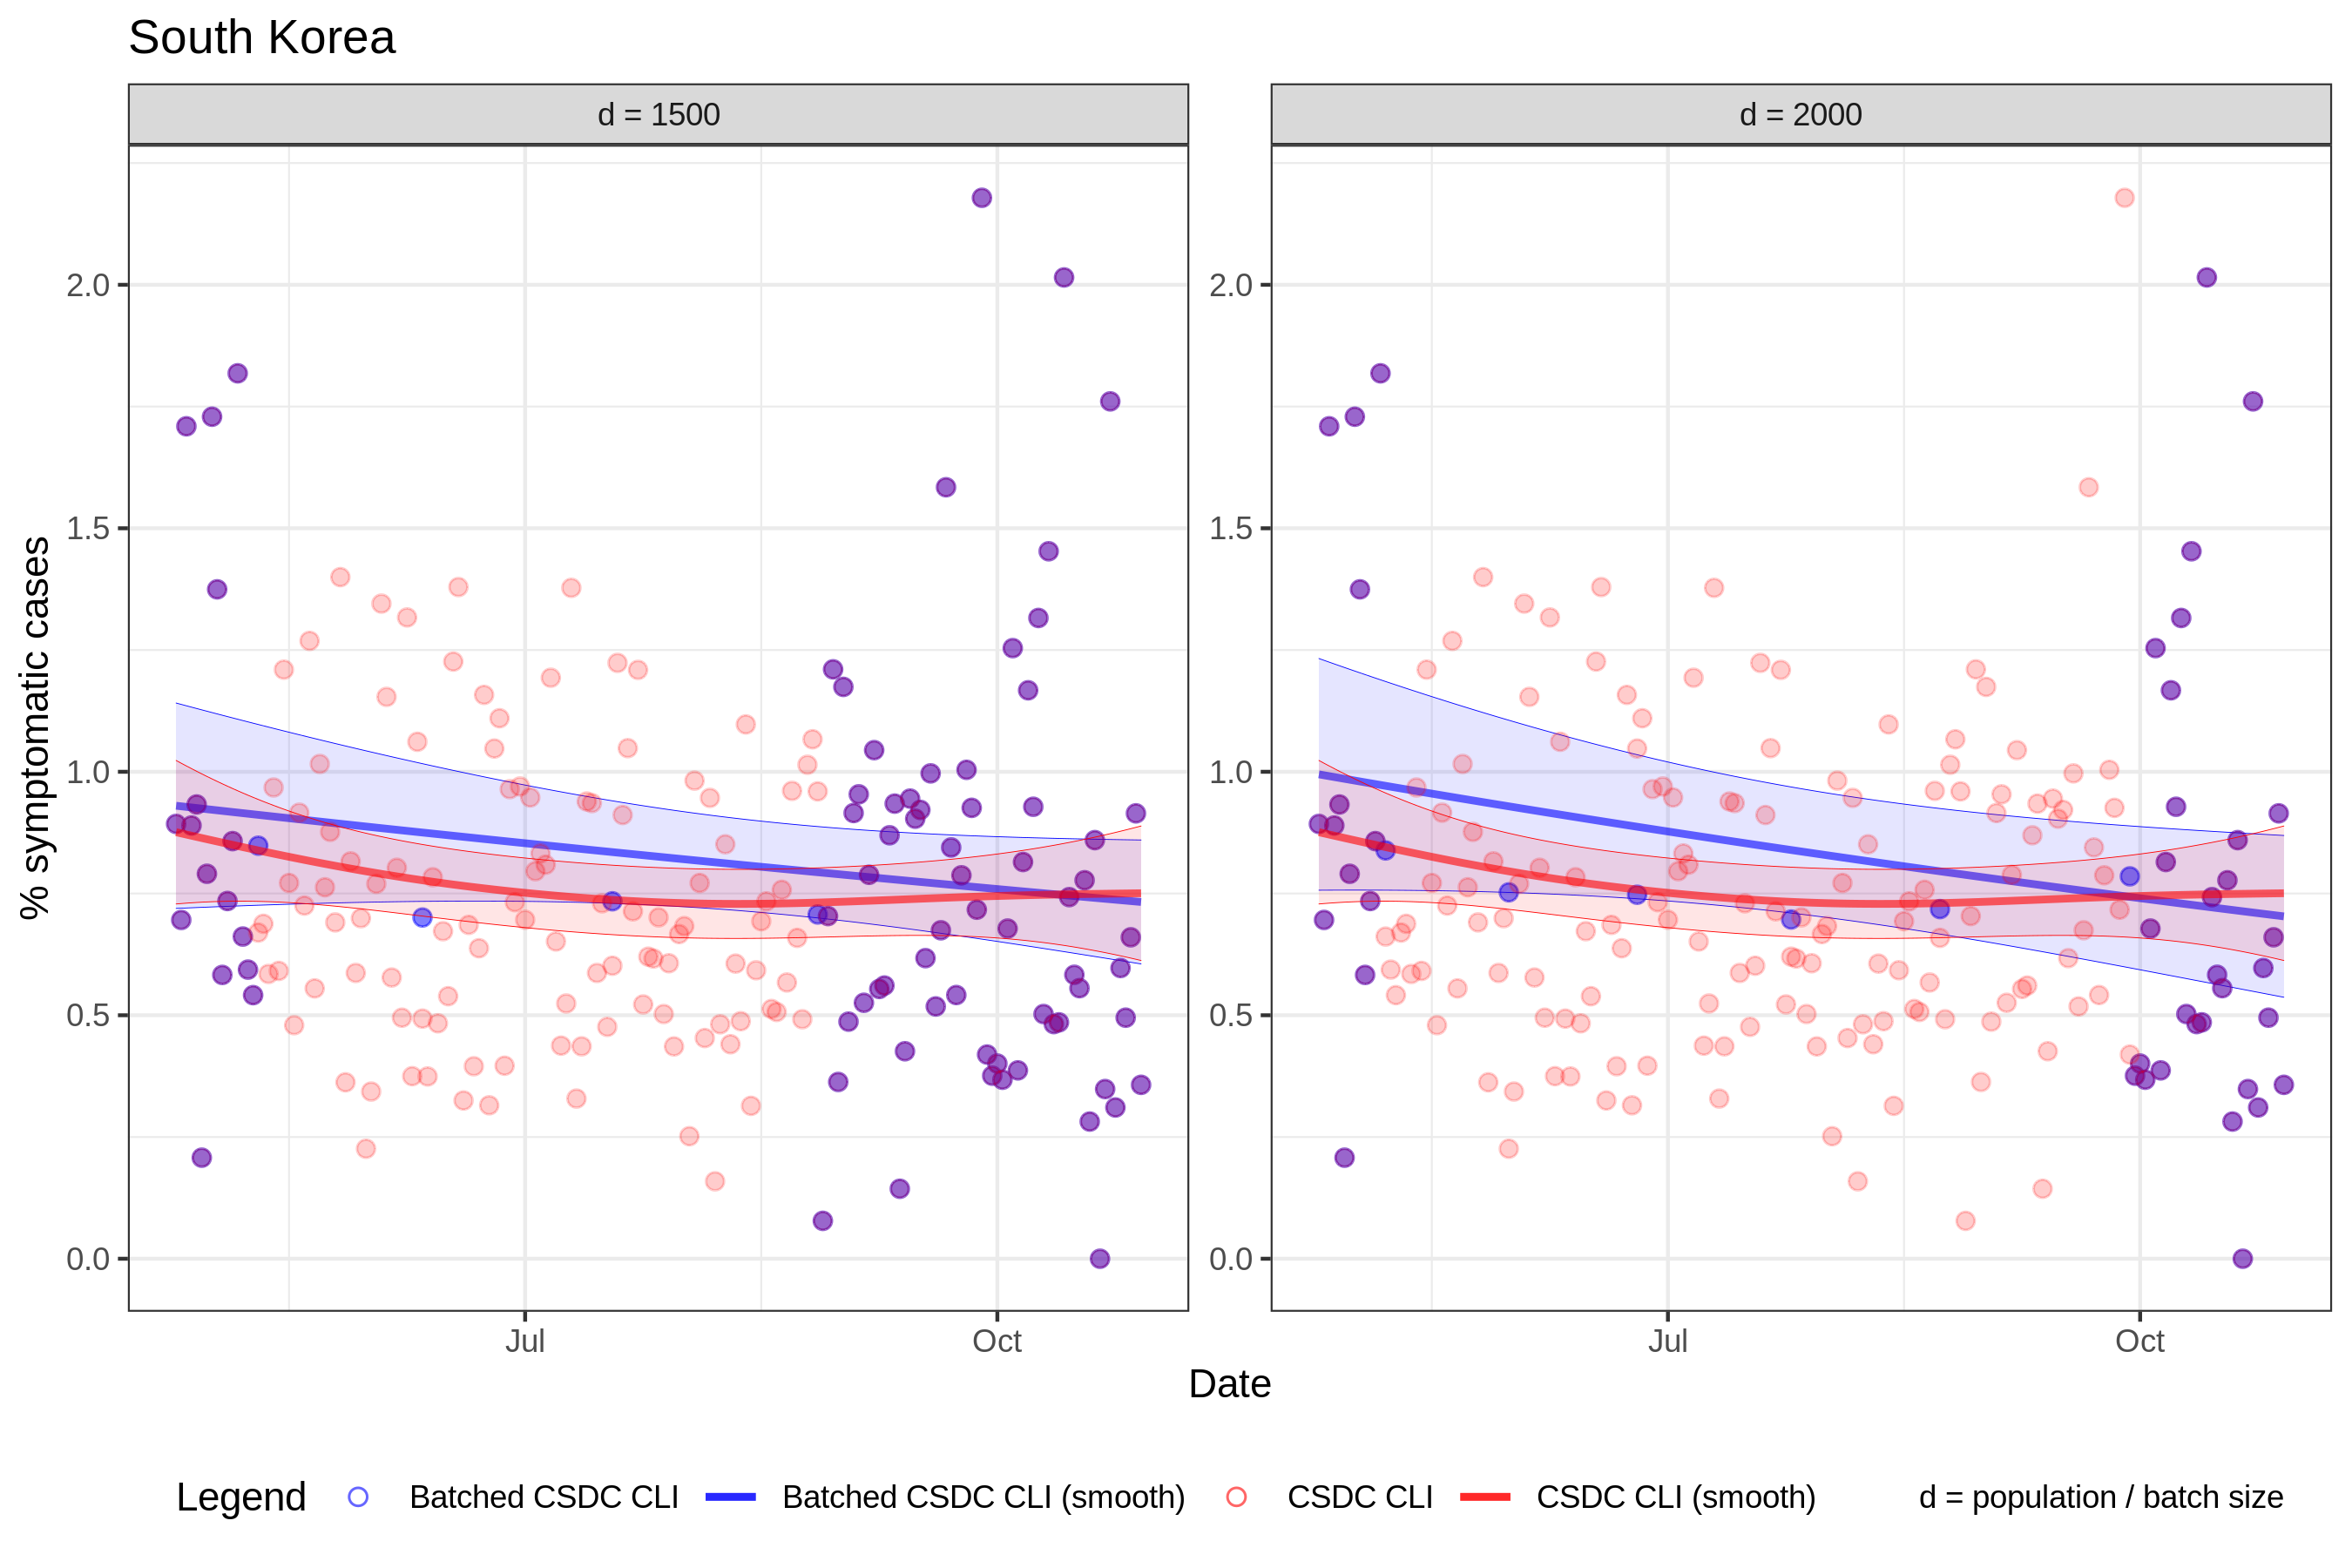 South Korea
d = 1500
d = 2000
% symptomatic cases
2.0
1.5
1.0
0.5
0.0
2.0
1.5
1.0
0.5
0.0
Jul
Oct
Jul
Oct
Date
Legend
Batched CSDC CLI
Batched CSDC CLI (smooth)
CSDC CLI
CSDC CLI (smooth)
d = population / batch size